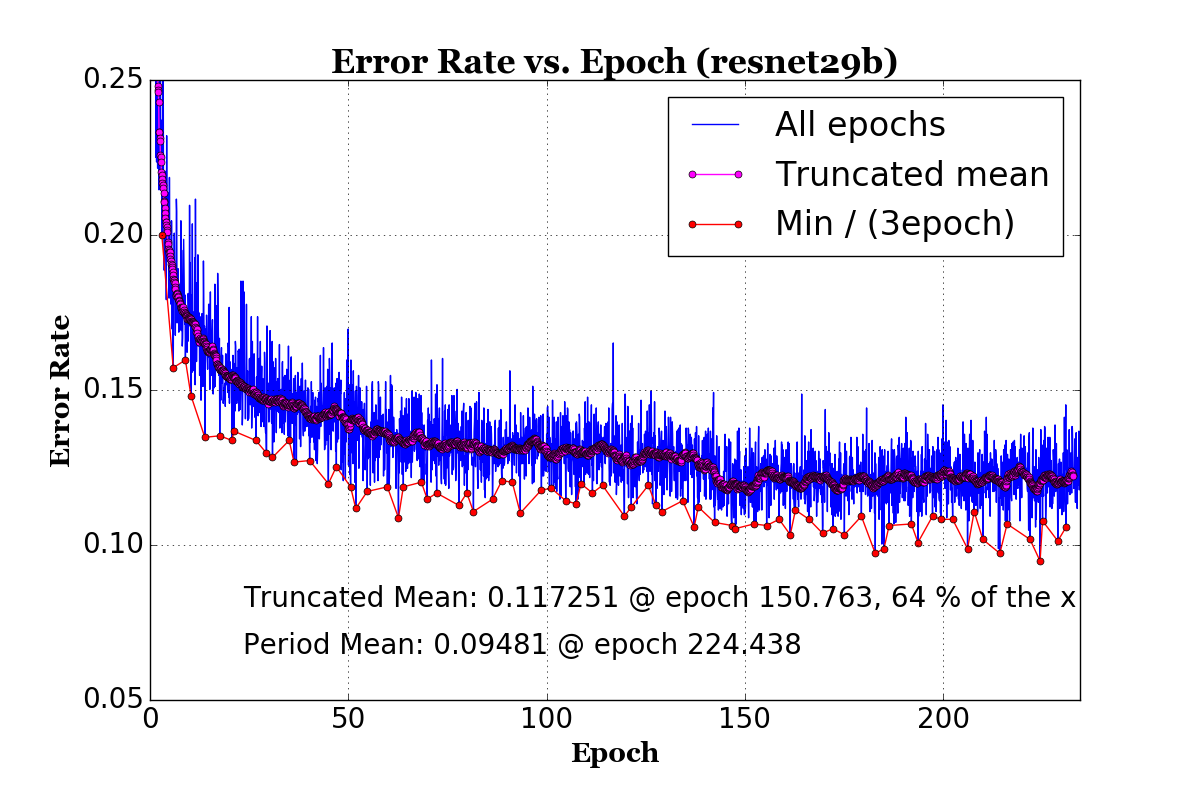 Error Rate vs. Epoch (resnet29b)
0.25
All epochs
Truncated mean
0.20
Min / (3epoch)
Error Rate
0.15
0.10
Truncated Mean: 0.117251 @ epoch 150.763, 64 % of the x
Period Mean: 0.09481 @ epoch 224.438
0.05
0 50 100 150 200
Epoch